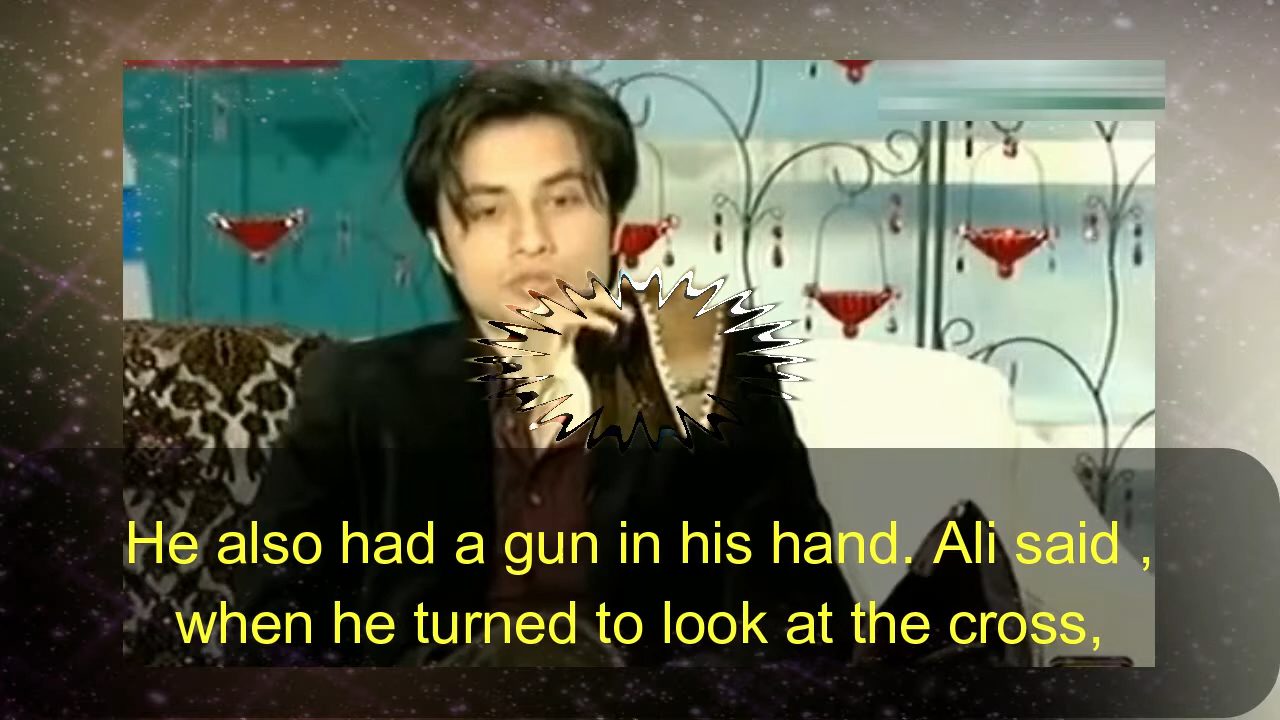 He also had a gun in his hand. Ali said ,
when he turned to look at the cross,